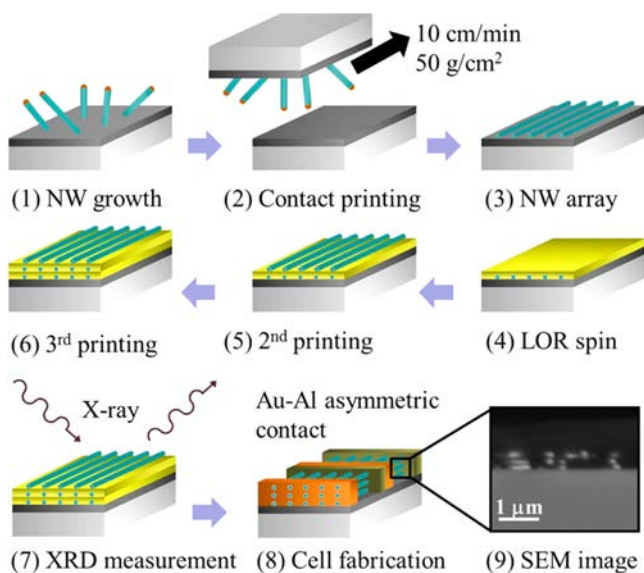 10 cm/min
50 g/cm²
(1) NW growth
(2) Contact printing
(3) NW array
(6) 3rd printing
(5) 2nd printing
(4) LOR spin
X-ray
Au-Al asymmetric
contact
1 μm
(7) XRD measurement
(8) Cell fabrication
(9) SEM image